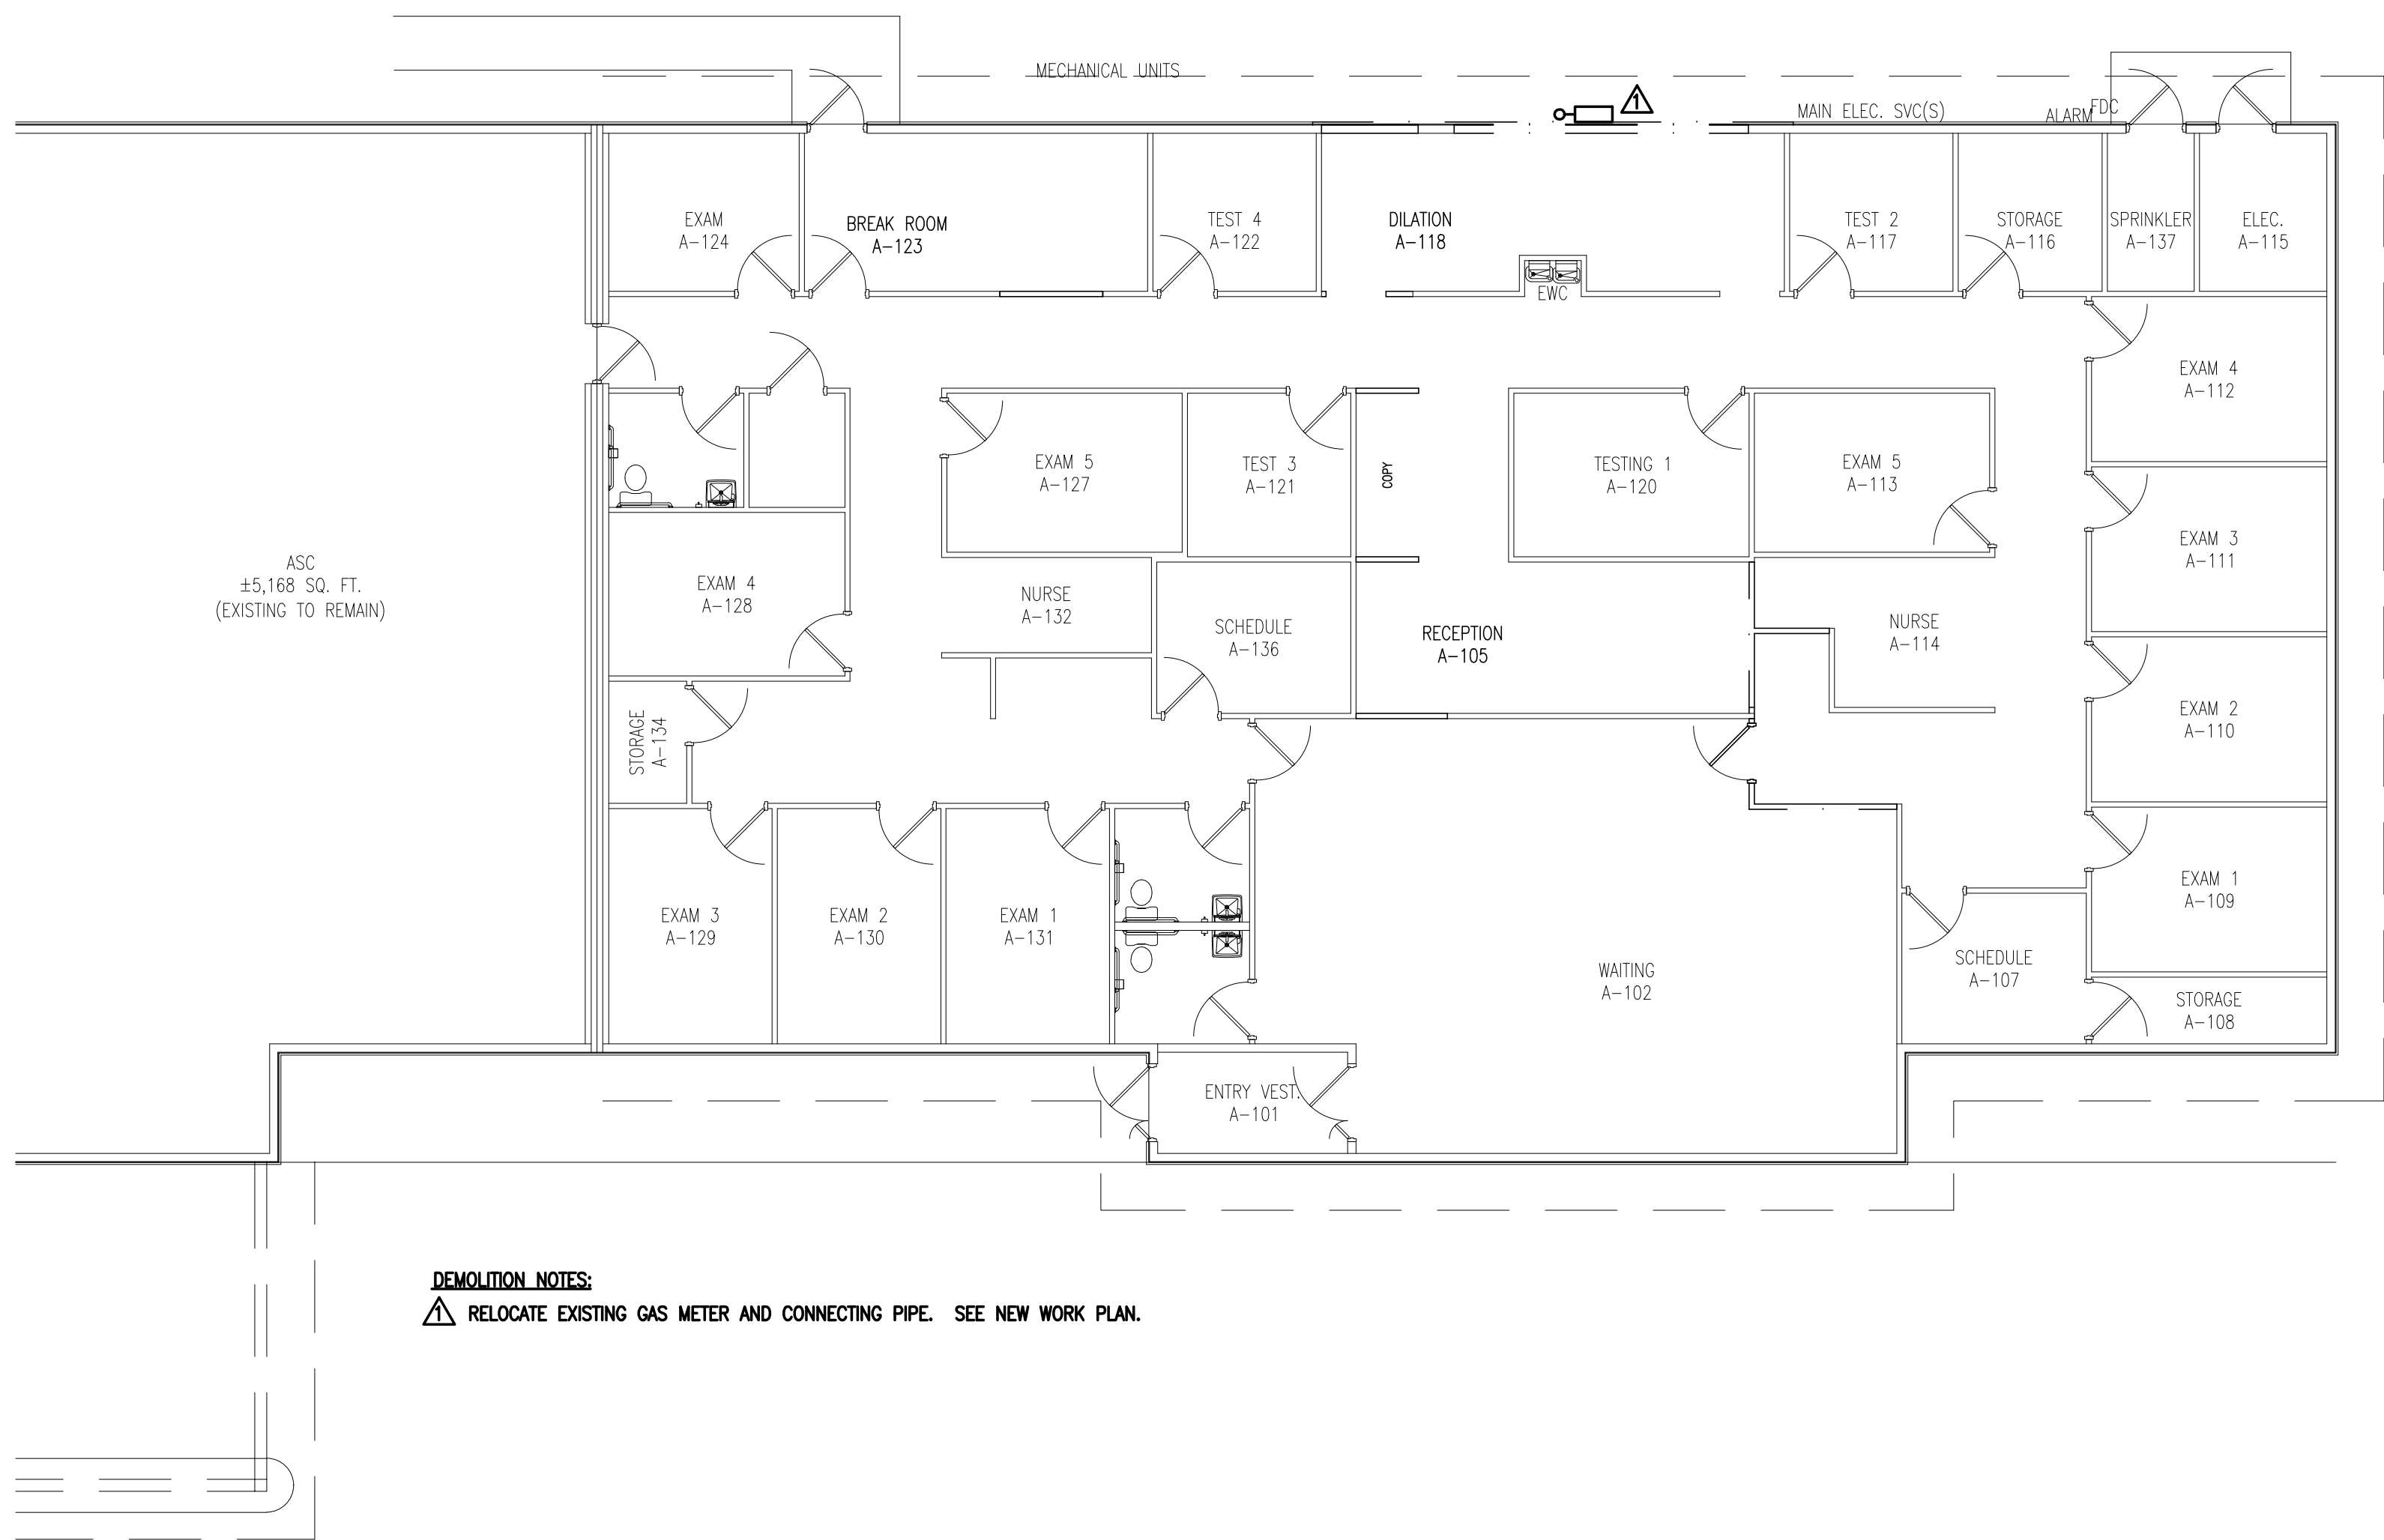 MECHANICAL UNITS
1
MAIN ELEC. SVC(S)
ALARM
FDC
EXAM
A-124
BREAK ROOM
A-123
TEST 4
A-122
DILATION
A-118
EWC
TEST 2
A-117
STORAGE
A-116
SPRINKLER
A-137
ELEC.
A-115
EXAM 4
A-112
EXAM 5
A-127
TEST 3
A-121
COPY
TESTING 1
A-120
EXAM 5
A-113
EXAM 3
A-111
ASC
±5,168 SQ. FT.
(EXISTING TO REMAIN)
EXAM 4
A-128
NURSE
A-132
SCHEDULE
A-136
RECEPTION
A-105
NURSE
A-114
EXAM 2
A-110
STORAGE
A-134
EXAM 3
A-129
EXAM 2
A-130
EXAM 1
A-131
WAITING
A-102
SCHEDULE
A-107
EXAM 1
A-109
STORAGE
A-108
ENTRY VEST.
A-101
DEMOLITION NOTES:
1 RELOCATE EXISTING GAS METER AND CONNECTING PIPE. SEE NEW WORK PLAN.